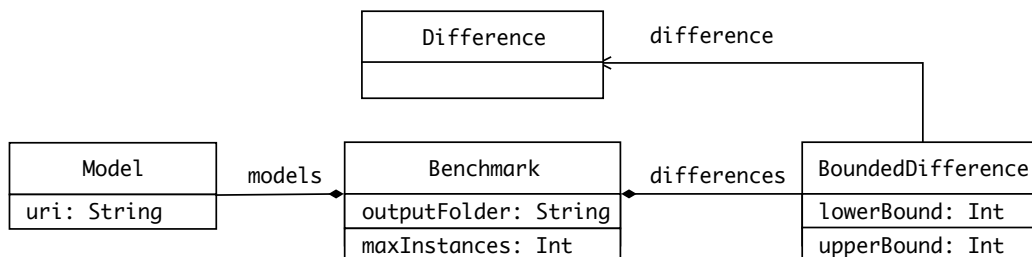 Difference
difference
Model
models
Benchmark
differences
BoundedDifference
uri: String
outputFolder: String
lowerBound: Int
maxInstances: Int
upperBound: Int